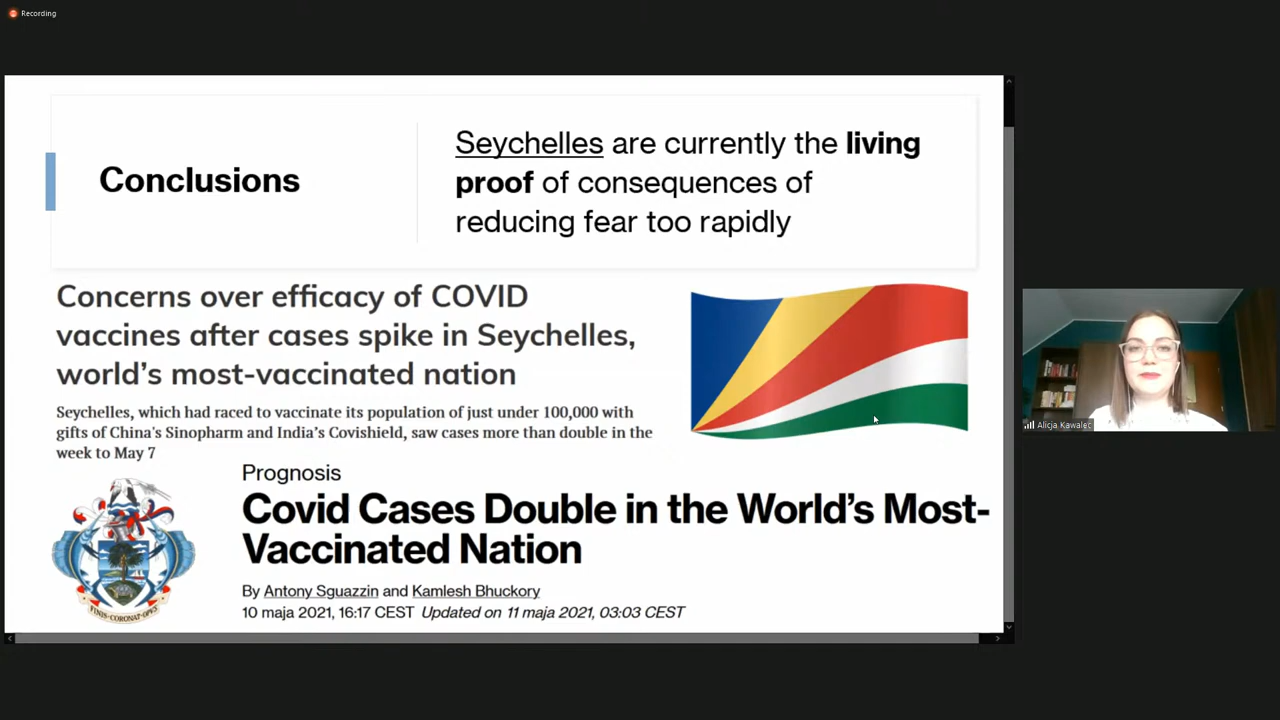 Recording
Conclusions
Seychelles are currently the living
proof of consequences of
reducing fear too rapidly
Concerns over efficacy of COVID
vaccines after cases spike in Seychelles,
world's most-vaccinated nation
Seychelles, which had raced to vaccinate its population of just under 100,000 with
gifts of China's Sinopharm and India's Covishield, saw cases more than double in the
week to May 7
Prognosis
Covid Cases Double in the World's Most-
Vaccinated Nation
By Antony Sguazzin and Kamlesh Bhuckory
10 maja 2021, 16:17 CEST Updated on 11 maja 2021, 03:03 CEST
FINIS·CORONAT·OPUS
Alicja Kawalec